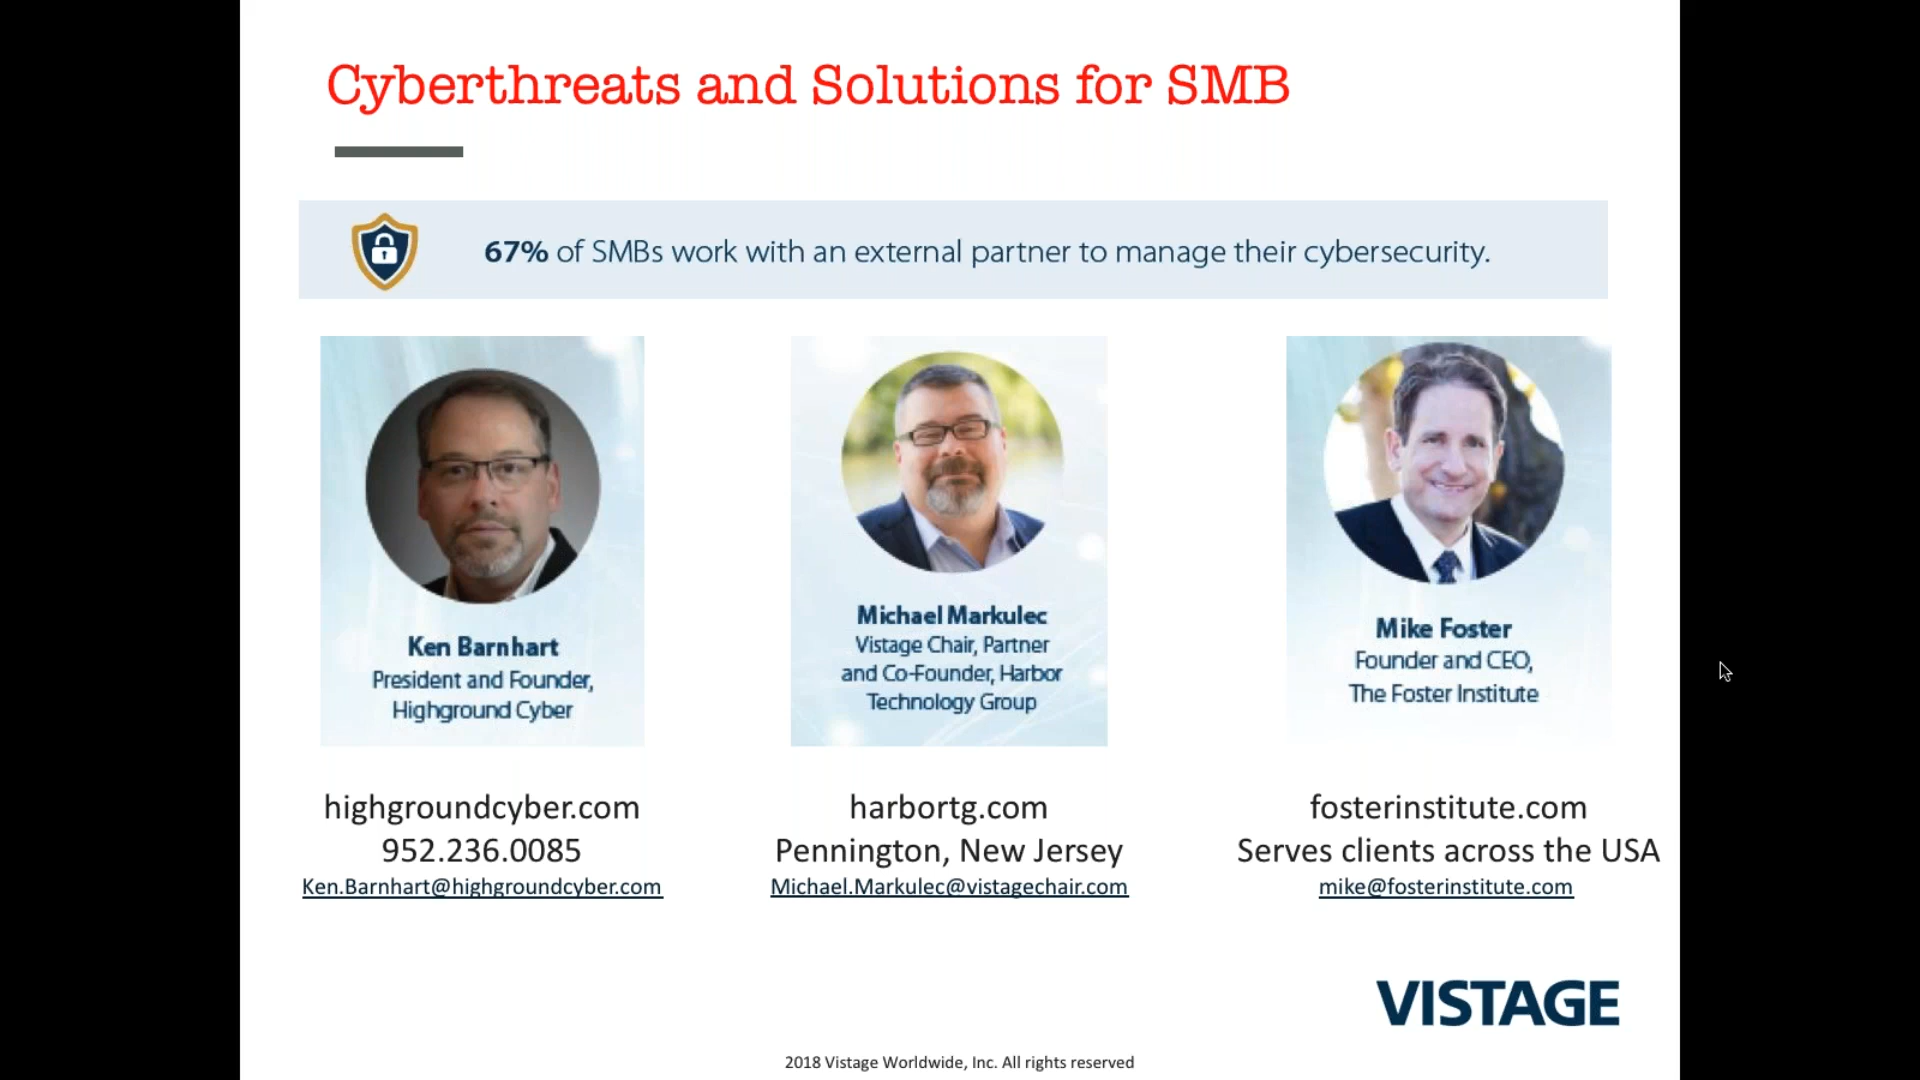 Cyberthreats and Solutions for SMB
67% of SMBs work with an external partner to manage their cybersecurity.
Ken Barnhart
President and Founder,
Highground Cyber
highgroundcyber.com
952.236.0085
Ken.Barnhart@highgroundcyber.com
Michael Markulec
Vistage Chair, Partner
and Co-Founder, Harbor
Technology Group
harbortg.com
Pennington, New Jersey
Michael.Markulec@vistagechair.com
Mike Foster
Founder and CEO,
The Foster Institute
fosterinstitute.com
Serves clients across the USA
mike@fosterinstitute.com
VISTAGE
2018 Vistage Worldwide, Inc. All rights reserved